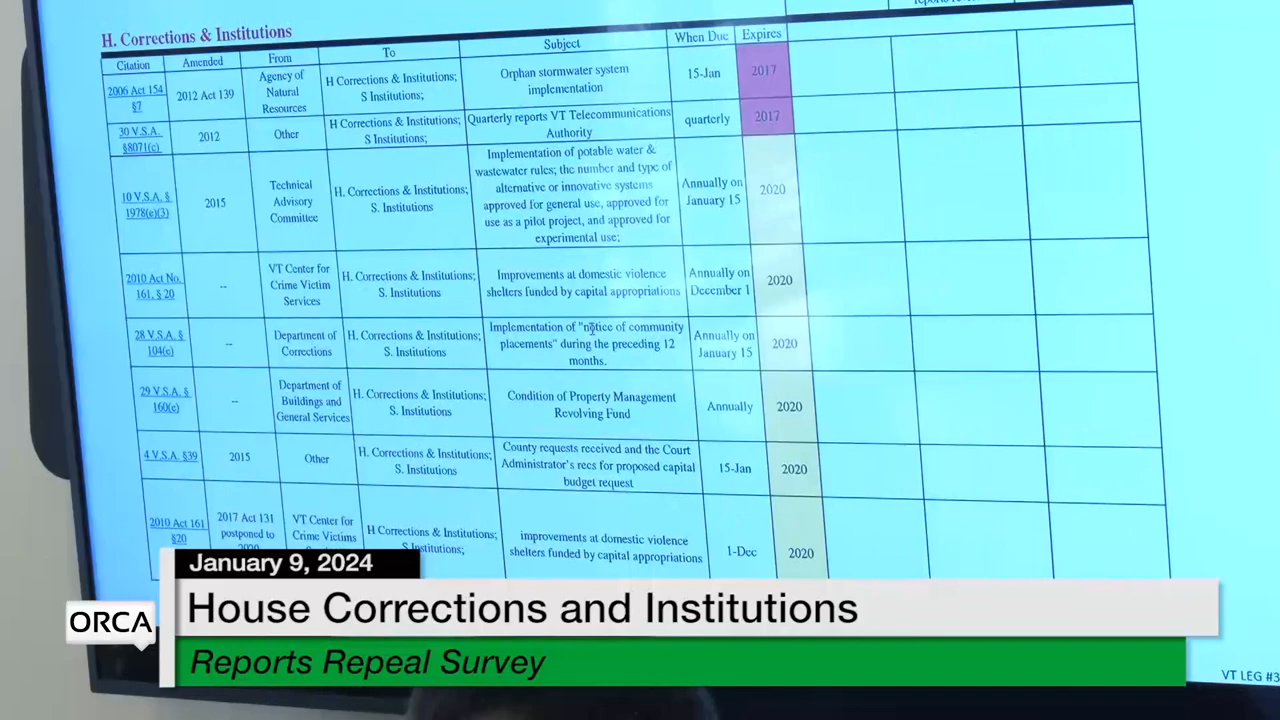 H. Corrections & Institutions
Citation Amended From To Subject When Due Expires
2006 Act 154
§7
2012 Act 139
Agency of
Natural
Resources
H Corrections & Institutions;
S Institutions;
Orphan stormwater system
implementation
15-Jan
2017
30 V.S.A.
§8071(c)
2012
Other
H Corrections & Institutions;
S Institutions;
Quarterly reports VT Telecommunications
Authority
quarterly
2017
10 V.S.A. §
1978(e)(3)
2015
Technical
Advisory
Committee
H. Corrections & Institutions;
S. Institutions
Implementation of potable water &
wastewater rules; the number and type of
alternative or innovative systems
approved for general use, approved for
use as a pilot project, and approved for
experimental use;
Annually on
January 15
2020
2010 Act No.
161, § 20
--
VT Center for
Crime Victim
Services
H. Corrections & Institutions;
S. Institutions
Improvements at domestic violence
shelters funded by capital appropriations
Annually on
December 1
2020
28 V.S.A. §
104(e)
--
Department of
Corrections
H. Corrections & Institutions;
S. Institutions
Implementation of "notice of community
placements" during the preceding 12
months.
Annually on
January 15
2020
29 V.S.A. §
160(e)
--
Department of
Buildings and
General Services
H. Corrections & Institutions;
S. Institutions
Condition of Property Management
Revolving Fund
Annually
2020
4 V.S.A. §39
2015
Other
H. Corrections & Institutions;
S. Institutions
County requests received and the Court
Administrator's recs for proposed capital
budget request
15-Jan
2020
2010 Act 161
§20
2017 Act 131
postponed to
VT Center for
Crime Victims
H Corrections & Institutions;
S Institutions;
improvements at domestic violence
shelters funded by capital appropriations
1-Dec
2020
January 9, 2024
ORCA
House Corrections and Institutions
Reports Repeal Survey
VT LEG #3